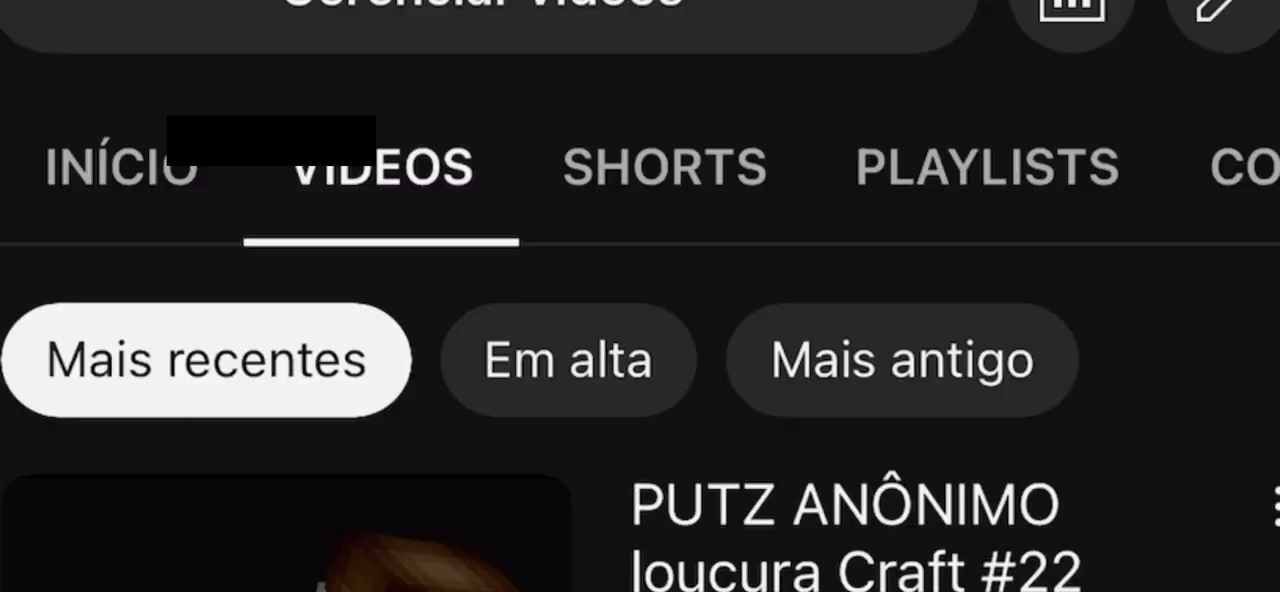 Gerenciar vídeos
INÍCIO VÍDEOS SHORTS PLAYLISTS CO
Mais recentes Em alta Mais antigo
PUTZ ANÔNIMO
loucura Craft #22